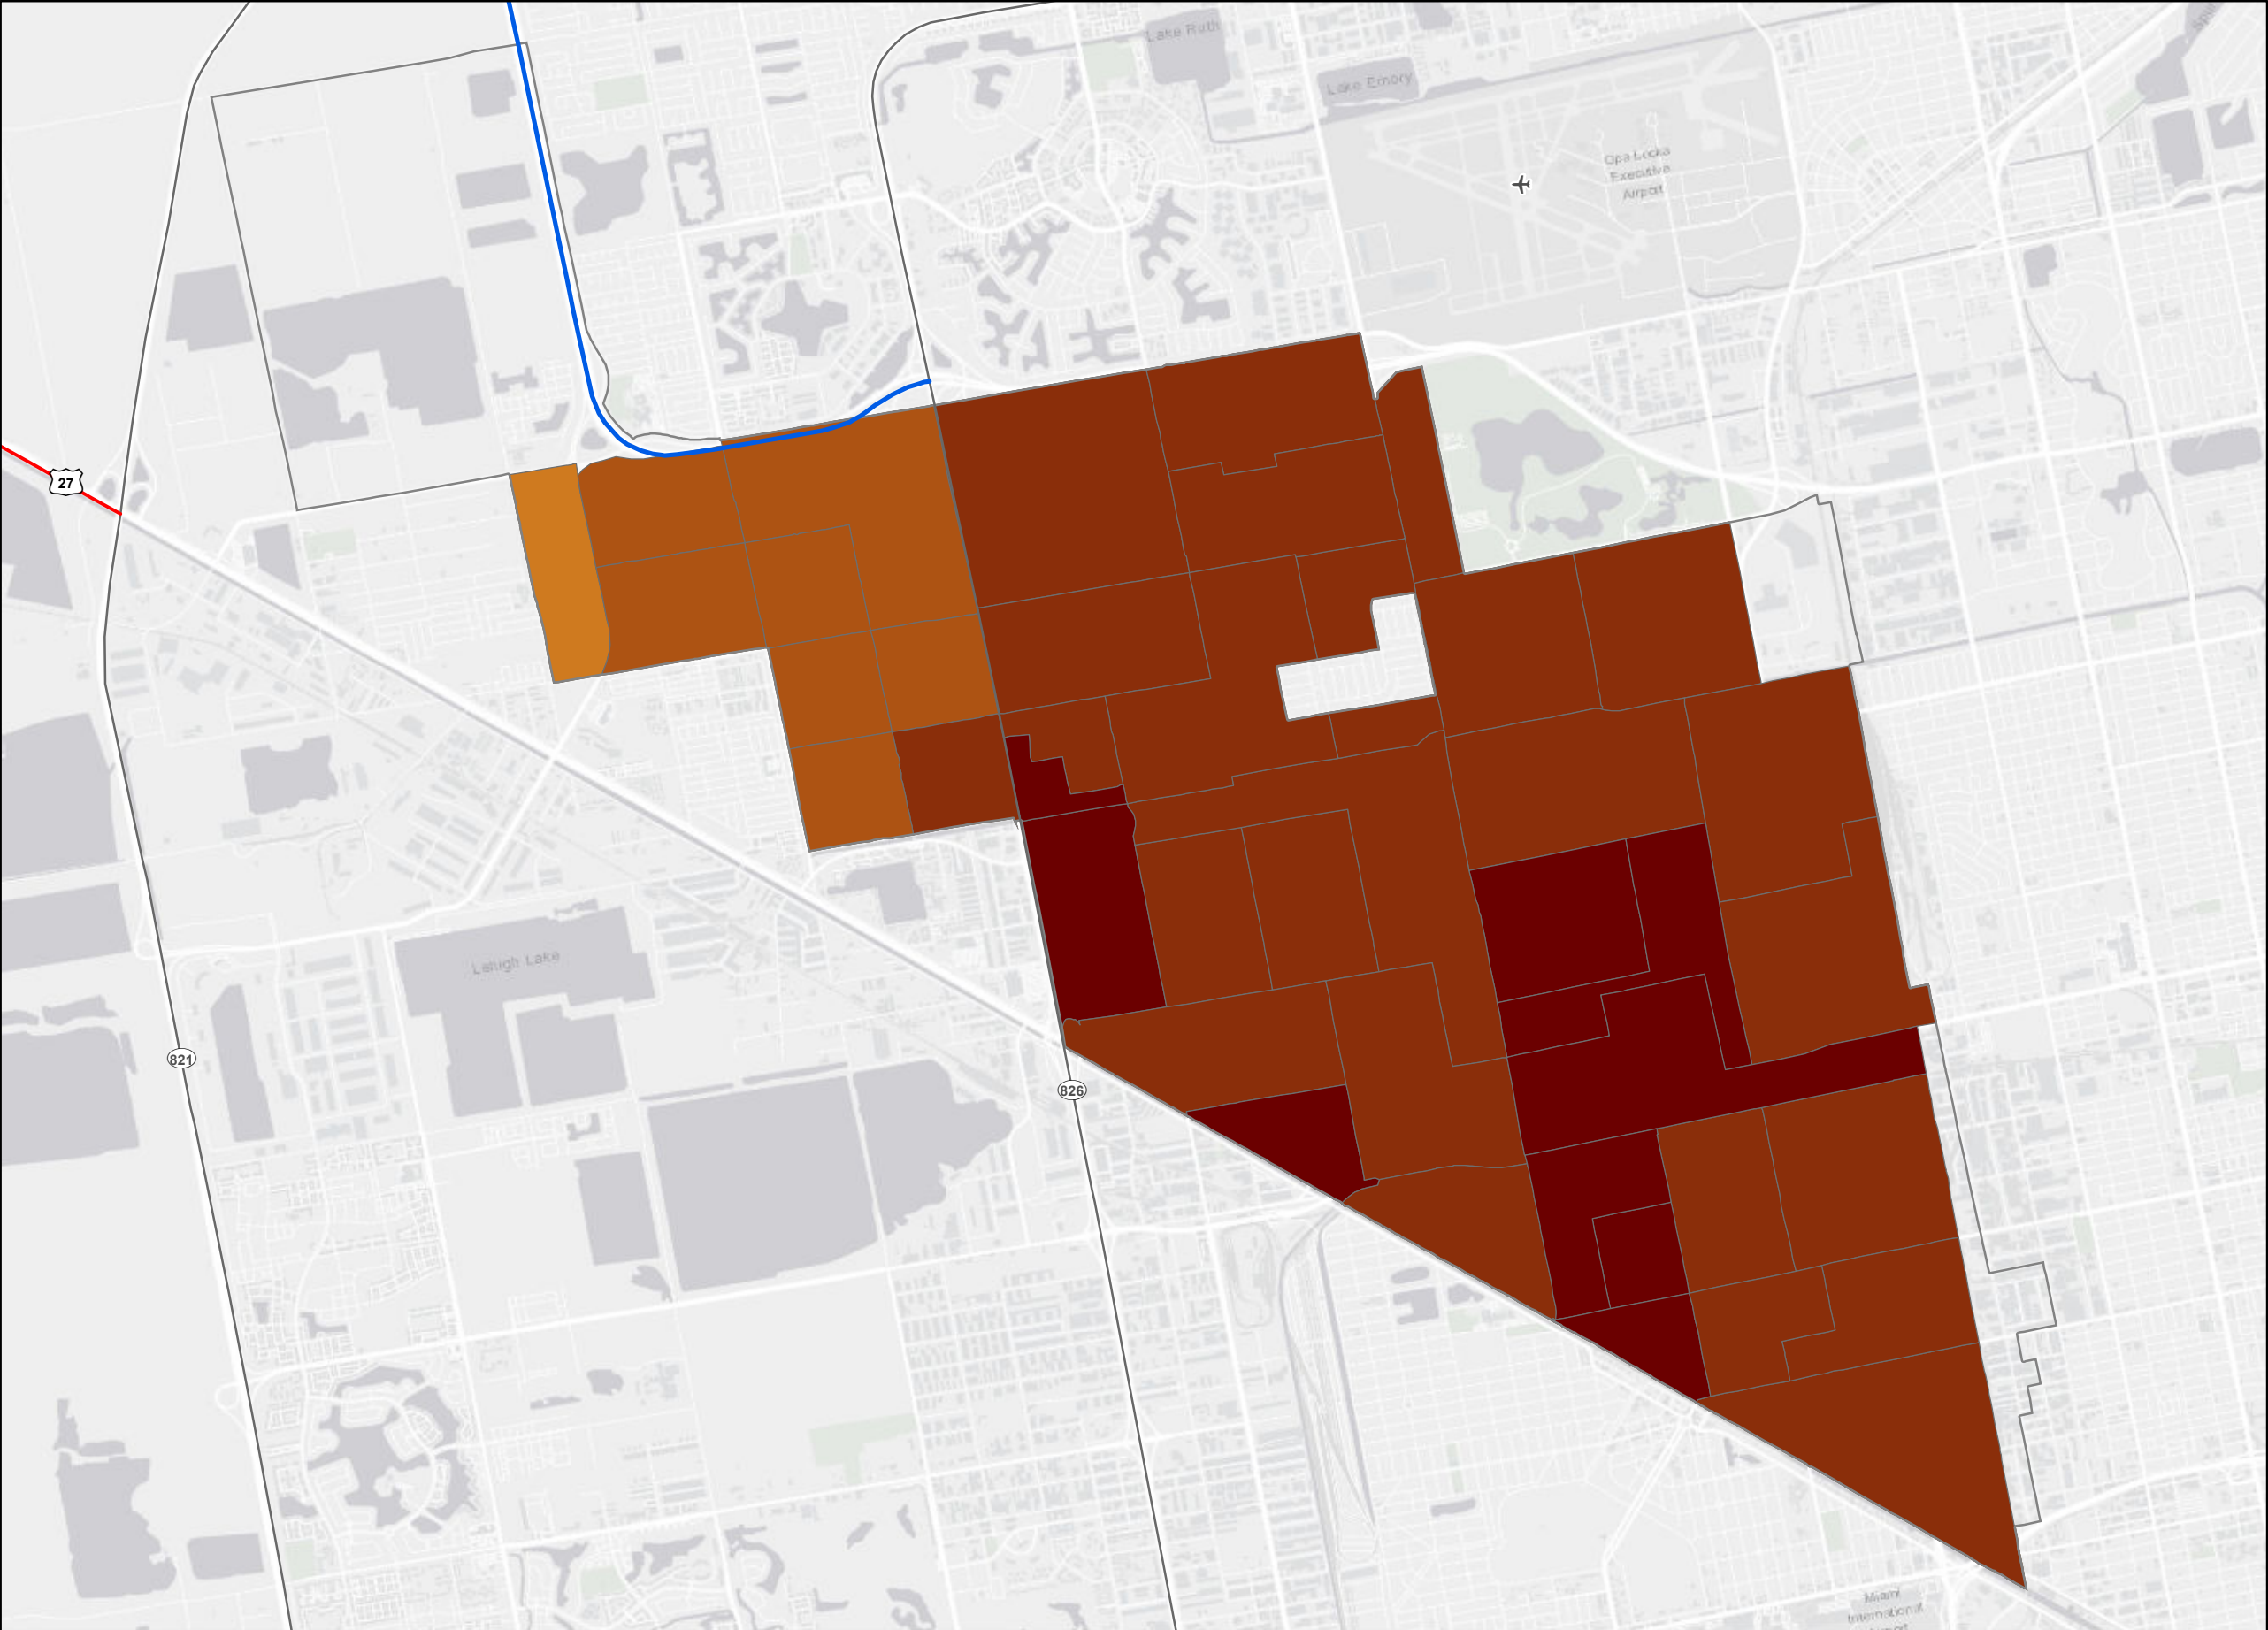 Lake Ruth
Lake Emory
Opa Locka
Executive
Airport
27
Lehigh Lake
821
826
Miami
International